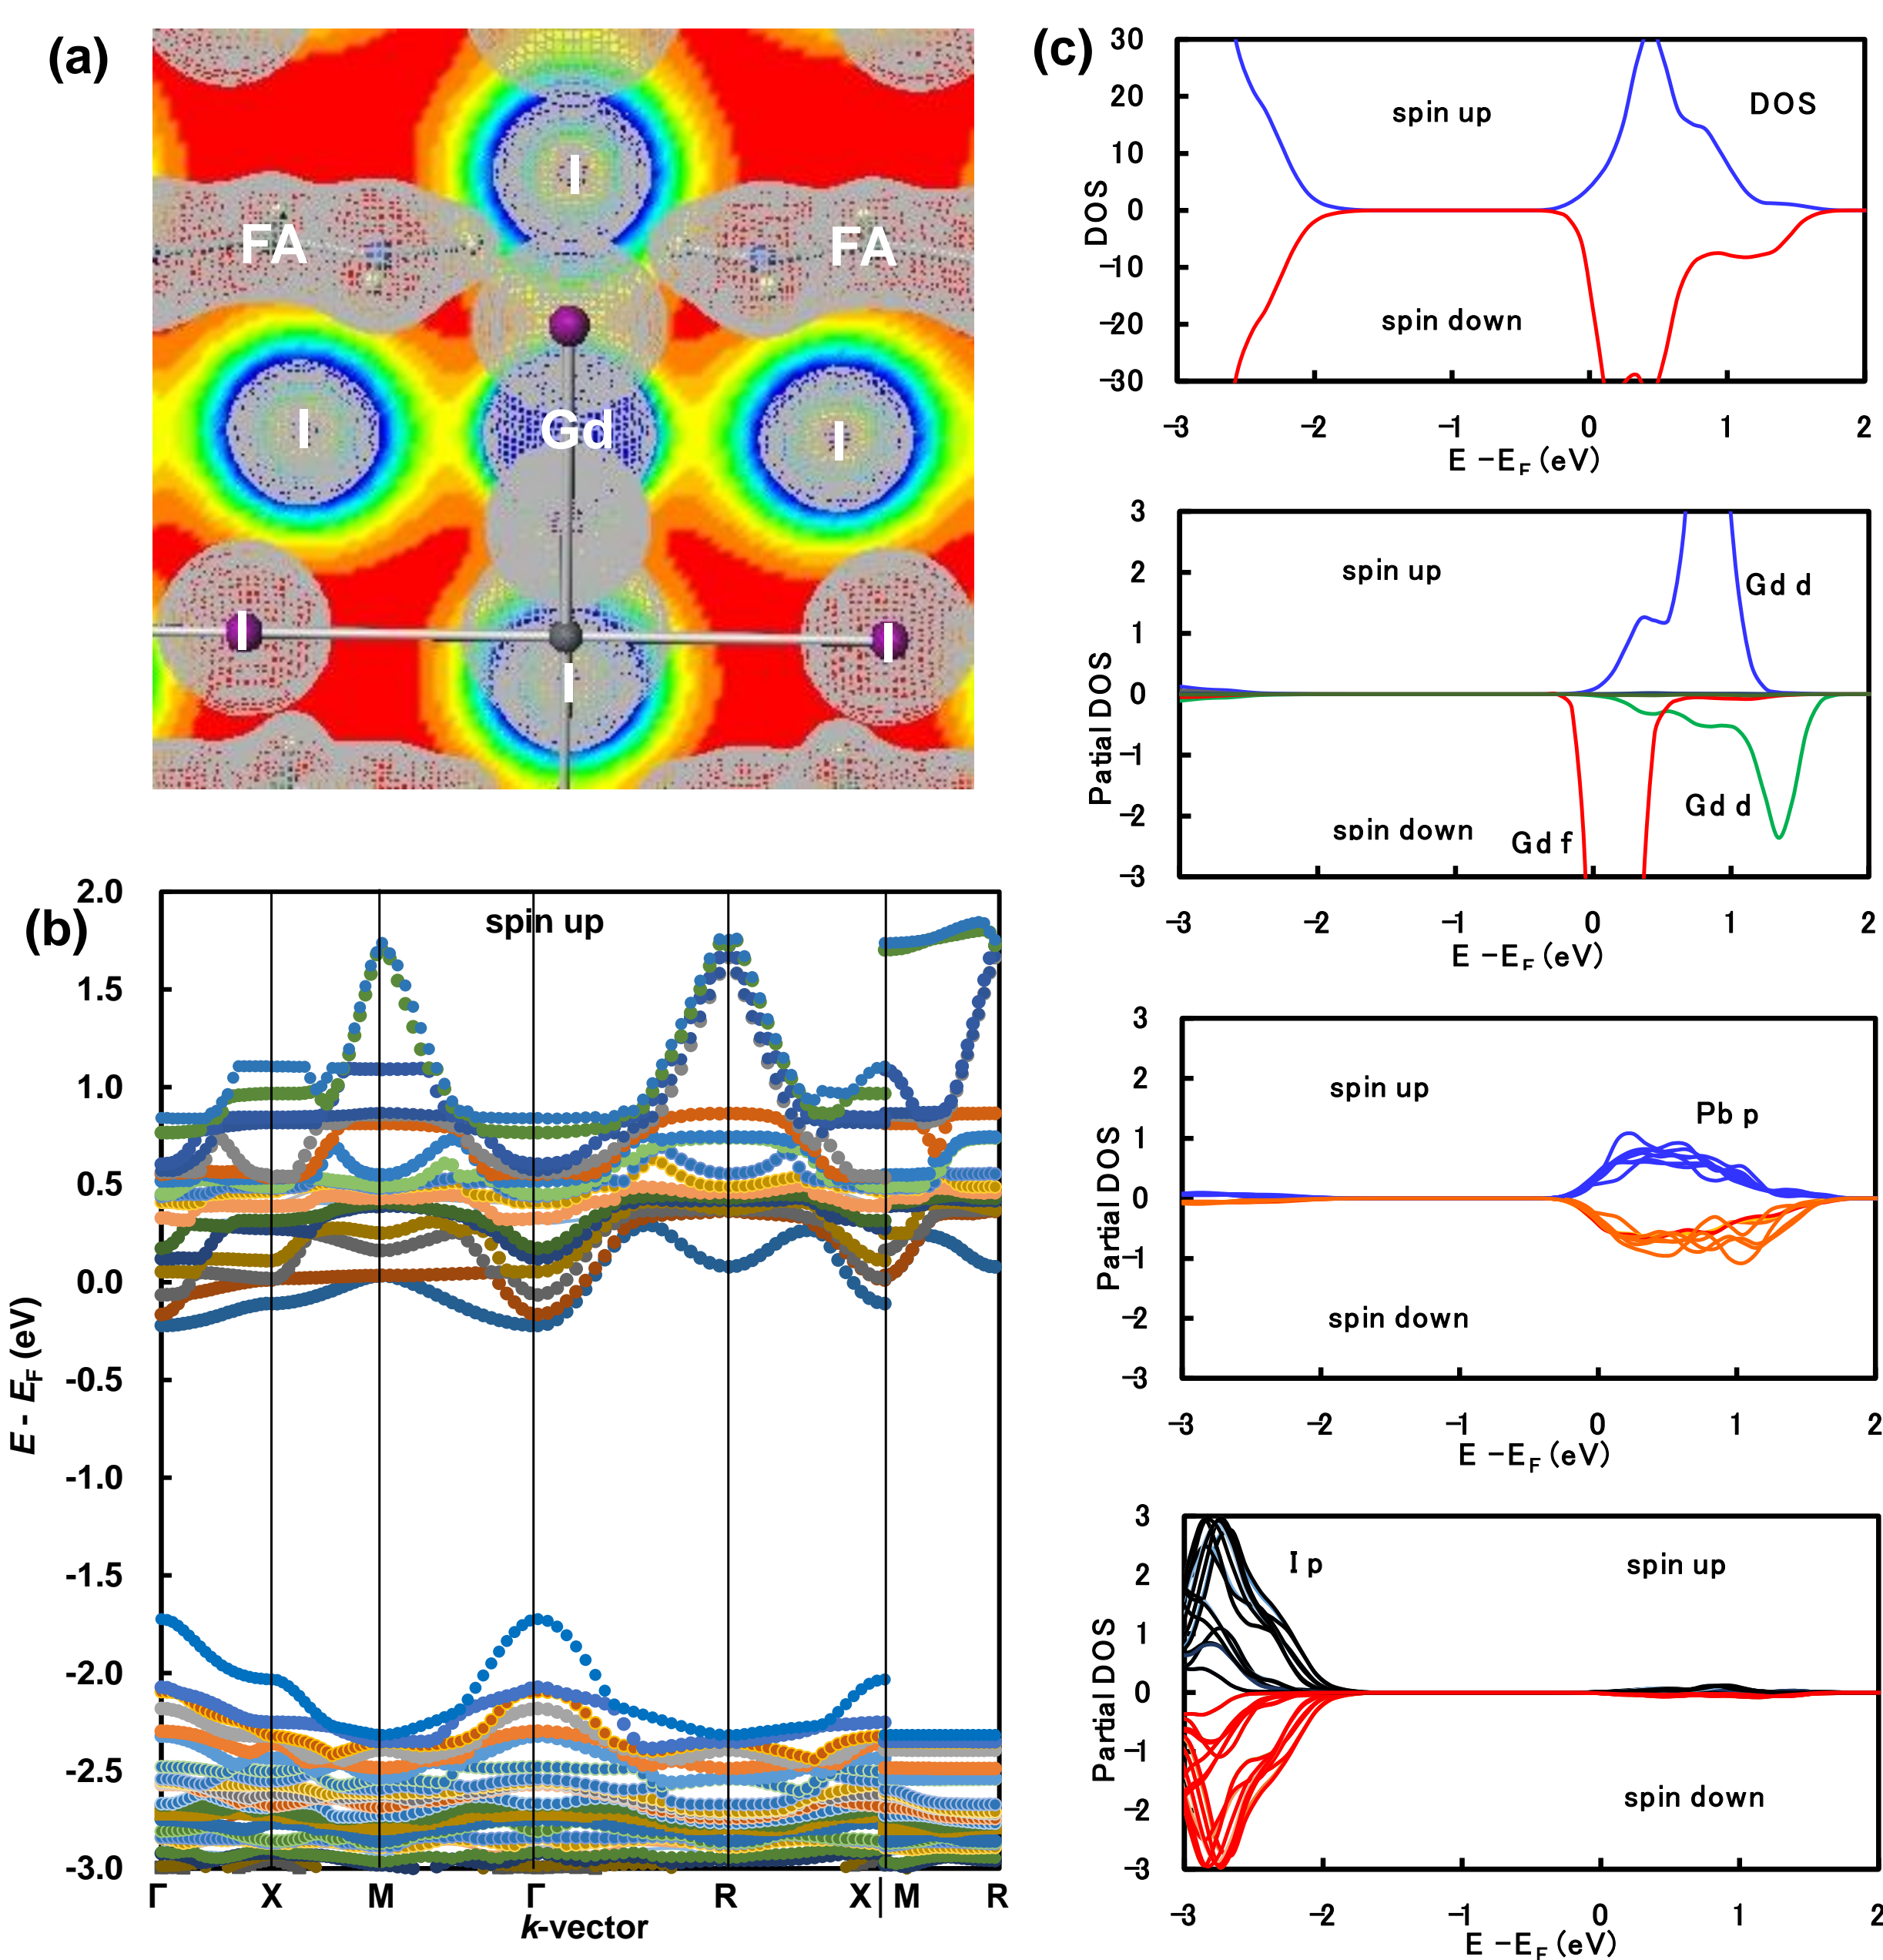 (a)
I
FA
FA
I
Gd
I
I
I
I
(b)
spin up
2.0
1.5
1.0
0.5
0.0
-0.5
-1.0
-1.5
-2.0
-2.5
-3.0
E - EF (eV)
Γ X M Γ R X | M R
k-vector
(c)
30
20
10
0
−10
−20
−30
DOS
spin up
DOS
spin down
−3 −2 −1 0 1 2
E −EF (eV)
3
2
1
0
−1
−2
−3
Patial DOS
spin up
Gd d
Gd d
spin down
Gd f
−3 −2 −1 0 1 2
E −EF (eV)
3
2
1
0
−1
−2
−3
Partial DOS
spin up
Pb p
spin down
−3 −2 −1 0 1 2
E −EF (eV)
3
2
1
0
−1
−2
−3
Partial DOS
I p
spin up
spin down
−3 −2 −1 0 1 2
E −EF (eV)